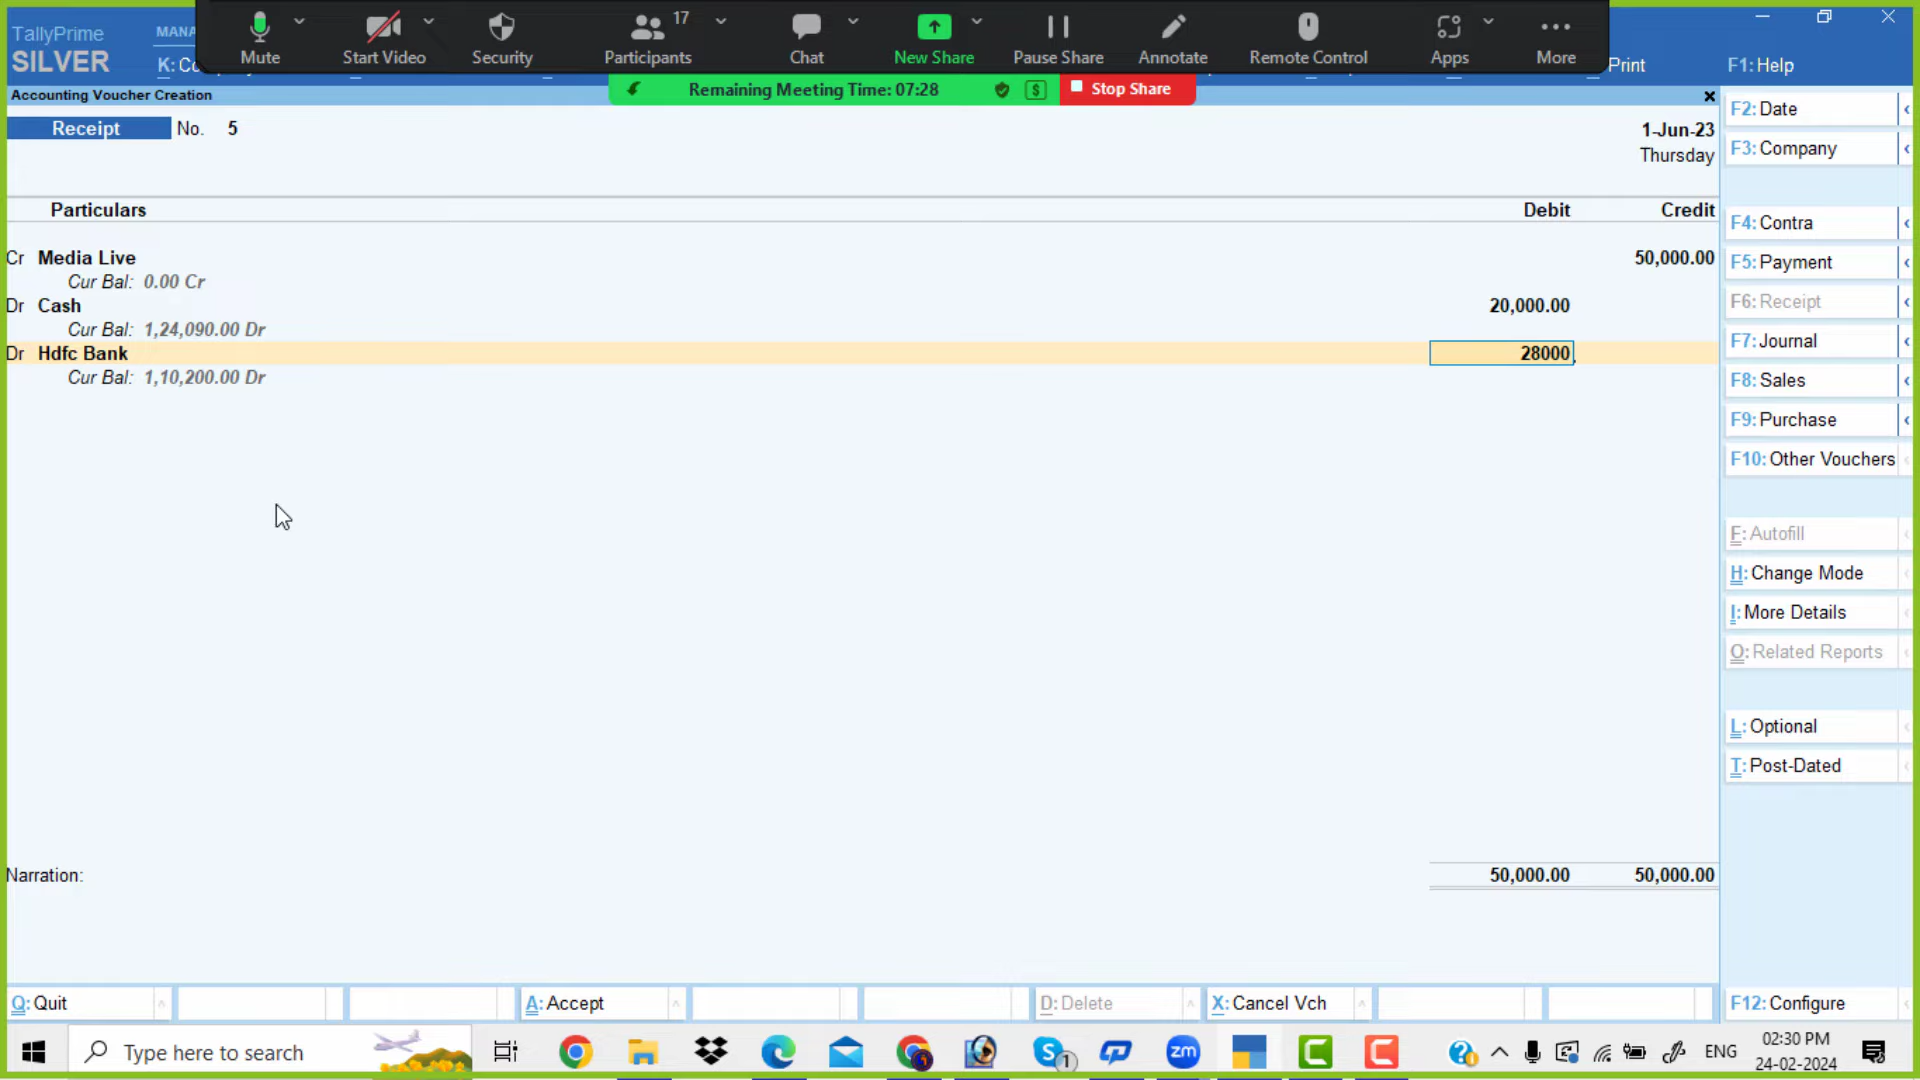 TallyPrime
SILVER
MANA
K: Co
Mute
Start Video
Security
Participants
17
Chat
New Share
Pause Share
Annotate
Remote Control
Apps
More
Print
F1: Help
Remaining Meeting Time: 07:28
Stop Share
Accounting Voucher Creation
Receipt No. 5
1-Jun-23
Thursday
Particulars Debit Credit
Cr Media Live 50,000.00
Cur Bal: 0.00 Cr
Dr Cash 20,000.00
Cur Bal: 1,24,090.00 Dr
Dr Hdfc Bank 28000
Cur Bal: 1,10,200.00 Dr
Narration: 50,000.00 50,000.00
F2: Date
F3: Company
F4: Contra
F5: Payment
F6: Receipt
F7: Journal
F8: Sales
F9: Purchase
F10: Other Vouchers
F: Autofill
H: Change Mode
I: More Details
O: Related Reports
L: Optional
T: Post-Dated
F12: Configure
Q: Quit
A: Accept
D: Delete
X: Cancel Vch
Type here to search
zm
1
ENG
02:30 PM
24-02-2024